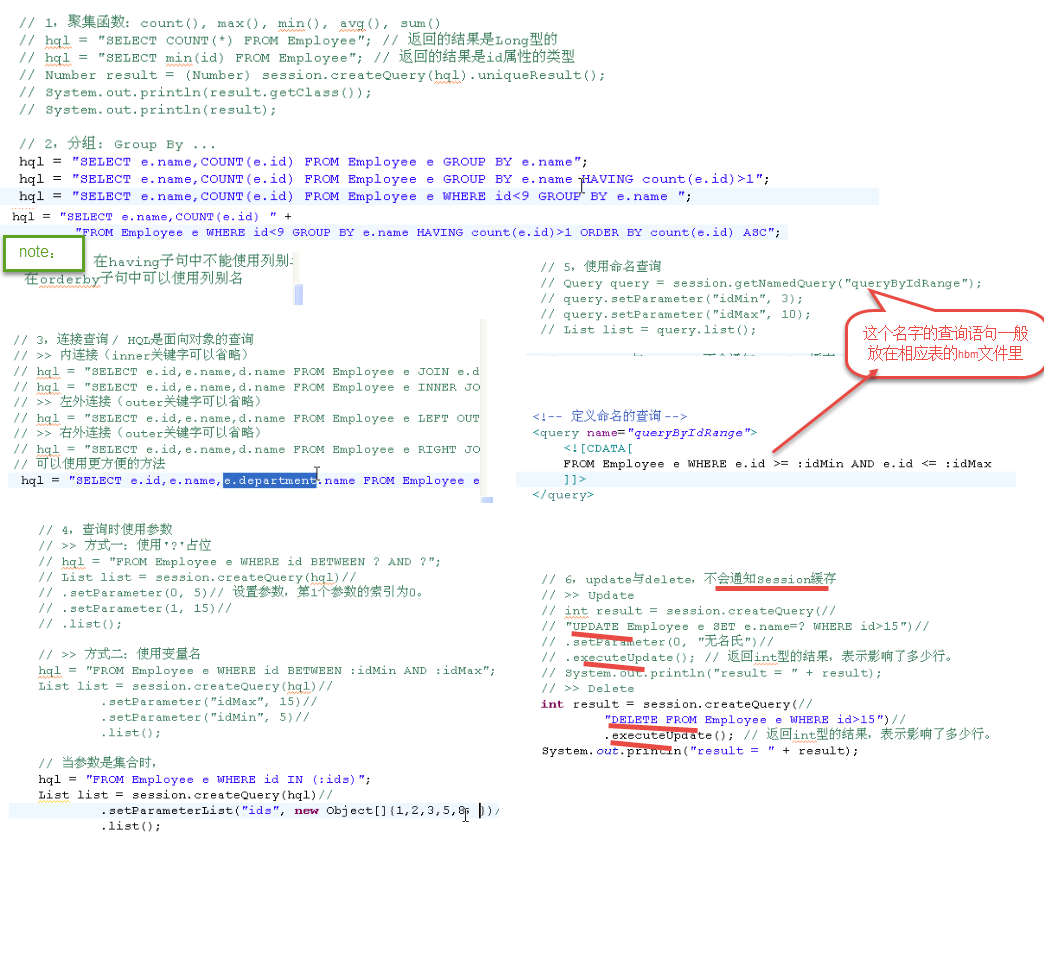 // 1, 聚集函数: count(), max(), min(), avg(), sum()
// hql = "SELECT COUNT(*) FROM Employee"; // 返回的结果是Long型的
// hql = "SELECT min(id) FROM Employee"; // 返回的结果是id属性的类型
// Number result = (Number) session.createQuery(hql).uniqueResult();
// System.out.println(result.getClass());
// System.out.println(result);
// 2, 分组: Group By ...
hql = "SELECT e.name,COUNT(e.id) FROM Employee e GROUP BY e.name";
hql = "SELECT e.name,COUNT(e.id) FROM Employee e GROUP BY e.name HAVING count(e.id)>1";
hql = "SELECT e.name,COUNT(e.id) FROM Employee e WHERE id<9 GROUP BY e.name ";
hql = "SELECT e.name,COUNT(e.id) " +
"FROM Employee e WHERE id<9 GROUP BY e.name HAVING count(e.id)>1 ORDER BY count(e.id) ASC";
note:
在having子句中不能使用列别
在orderby子句中可以使用列别名
// 3, 连接查询 / HQL是面向对象的查询
// >> 内连接（inner关键字可以省略）
// hql = "SELECT e.id,e.name,d.name FROM Employee e JOIN e.d
// hql = "SELECT e.id,e.name,d.name FROM Employee e INNER JO
// >> 左外连接（outer关键字可以省略）
// hql = "SELECT e.id,e.name,d.name FROM Employee e LEFT OUT
// >> 右外连接（outer关键字可以省略）
// hql = "SELECT e.id,e.name,d.name FROM Employee e RIGHT JO
// 可以使用更方便的方法
hql = "SELECT e.id,e.name,e.department.name FROM Employee e
// 4, 查询时使用参数
// >> 方式一: 使用'?'占位
// hql = "FROM Employee e WHERE id BETWEEN ? AND ?";
// List list = session.createQuery(hql)//
// .setParameter(0, 5)// 设置参数, 第1个参数的索引为0。
// .setParameter(1, 15)//
// .list();
// >> 方式二: 使用变量名
hql = "FROM Employee e WHERE id BETWEEN :idMin AND :idMax";
List list = session.createQuery(hql)//
.setParameter("idMax", 15)//
.setParameter("idMin", 5)//
.list();
// 当参数是集合时,
hql = "FROM Employee e WHERE id IN (:ids)";
List list = session.createQuery(hql)//
.setParameterList("ids", new Object[]{1,2,3,5,8, })/
.list();
// 5, 使用命名查询
// Query query = session.getNamedQuery("queryByIdRange");
// query.setParameter("idMin", 3);
// query.setParameter("idMax", 10);
// List list = query.list();
这个名字的查询语句一般
放在相应表的hbm文件里
<!-- 定义命名的查询 -->
<query name="queryByIdRange">
<![CDATA[
FROM Employee e WHERE e.id >= :idMin AND e.id <= :idMax
]]>
</query>
// 6, update与delete, 不会通知Session缓存
// >> Update
// int result = session.createQuery(//
// "UPDATE Employee e SET e.name=? WHERE id>15")//
// .setParameter(0, "无名氏")//
// .executeUpdate(); // 返回int型的结果, 表示影响了多少行。
// System.out.println("result = " + result);
// >> Delete
int result = session.createQuery(//
"DELETE FROM Employee e WHERE id>15")//
.executeUpdate(); // 返回int型的结果, 表示影响了多少行。
System.out.println("result = " + result);